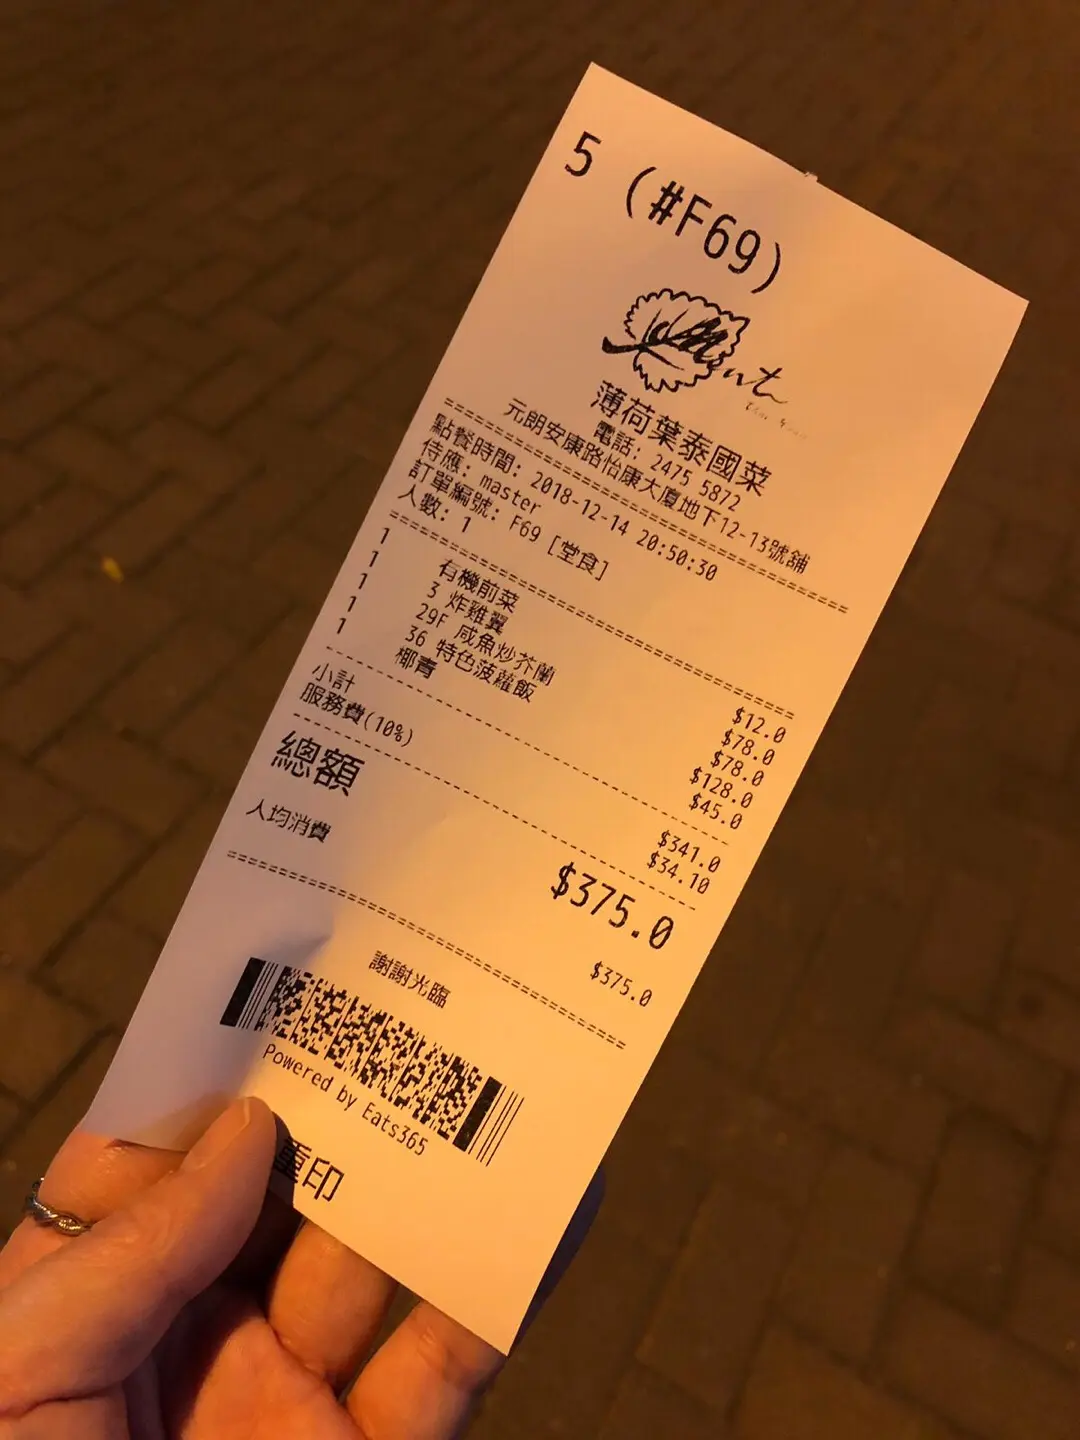 5 (#F69)
Mint
薄荷葉泰國菜
電話: 2475 5872
元朗安康路怡康大廈地下12-13號舖
點餐時間: 2018-12-14 20:50:30
侍應: master
訂單編號: F69 [堂食]
人數: 1
1 有機前菜 $12.0
1 3 炸雞翼 $78.0
1 29F 咸魚炒芥蘭 $78.0
1 36 特色菠蘿飯 $128.0
1 椰青 $45.0
小計 $341.0
服務費(10%) $34.10
總額 $375.0
人均消費 $375.0
謝謝光臨
Powered by Eats365
重印